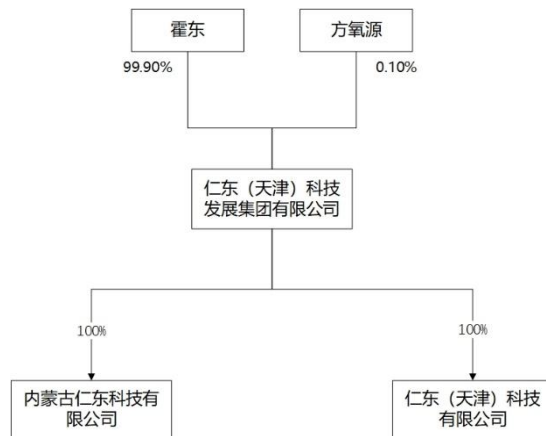 霍东
方氧源
99.90%
0.10%
仁东（天津）科技
发展集团有限公司
100%
100%
内蒙古仁东科技有
限公司
仁东（天津）科技
有限公司